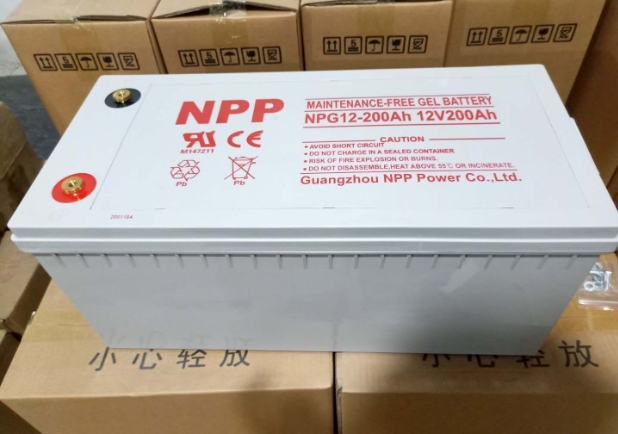 NPP
MAINTENANCE-FREE GEL BATTERY
NPG12-200Ah 12V200Ah
CE
M147211
Pb
Pb
CAUTION
• AVOID SHORT CIRCUIT
• DO NOT CHARGE IN A SEALED CONTAINER
• RISK OF FIRE EXPLOSION OR BURNS.
• DO NOT DISASSEMBLE,HEAT ABOVE 55°C OR INCINERATE.
Guangzhou NPP Power Co.,Ltd.
小心轻放
小心轻放